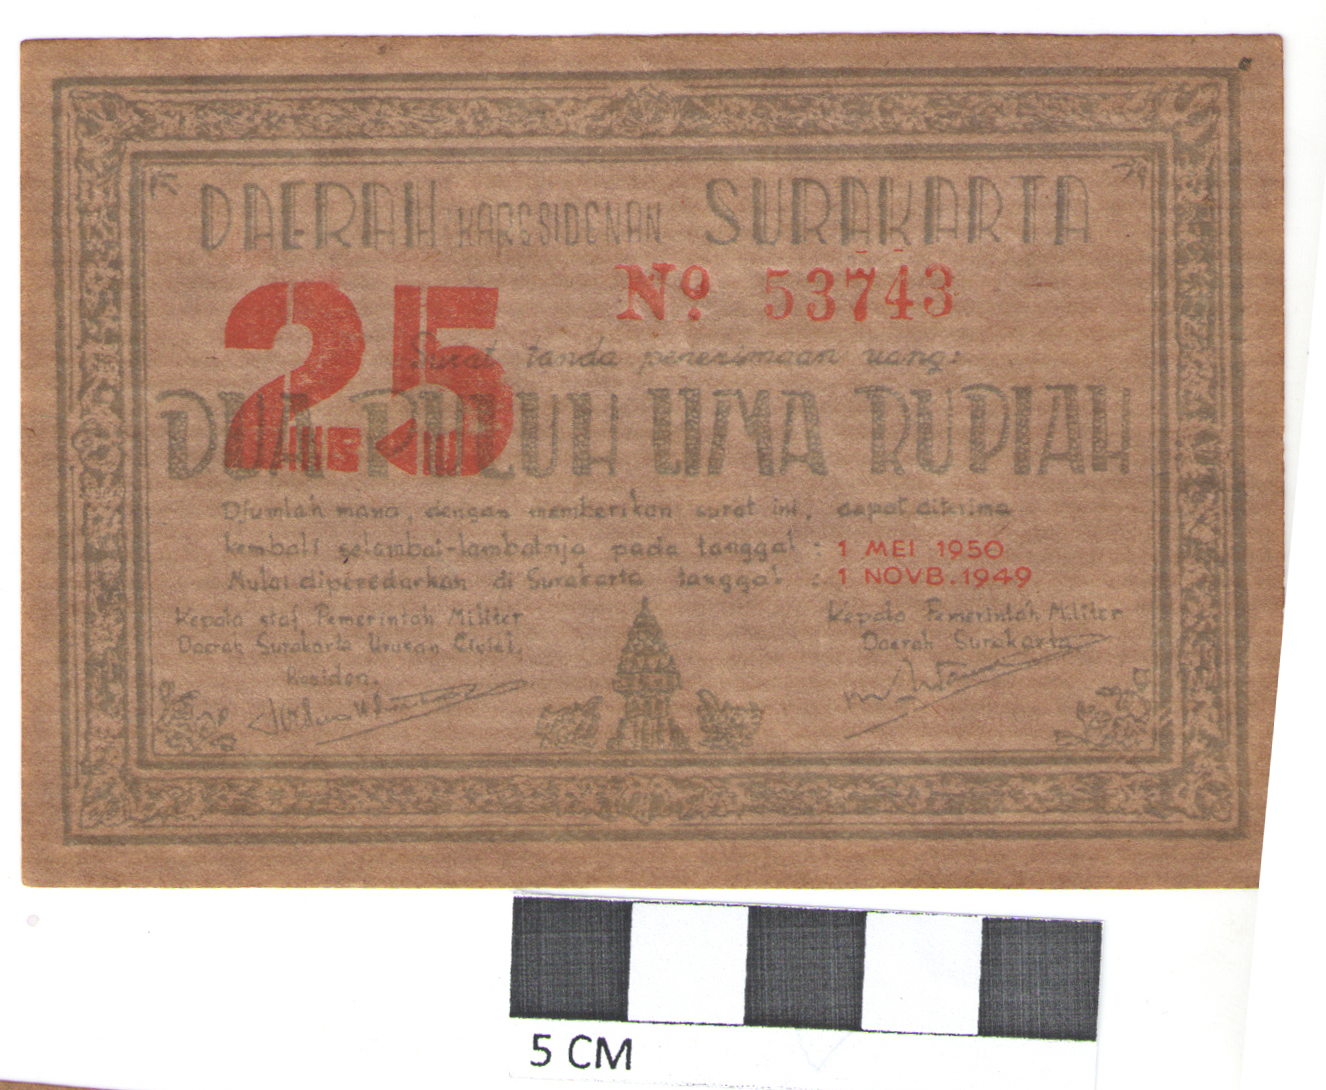 DAERAH KARESIDENAN SURAKARTA
25
No. 53743
Surat tanda penerimaan uang:
DUA PULUH LIMA RUPIAH
Djumlah mana, dengan memberikan surat ini, dapat diterima
kembali selambat-lambatnja pada tanggal : 1 MEI 1950
Mulai diperedarkan di Surakarta tanggal : 1 NOVB. 1949
Kepala staf Pemerintah Militer
Daerah Surakarta Urusan Civiel,
Residen.
Kepala Pemerintah Militer
Daerah Surakarta
5 CM